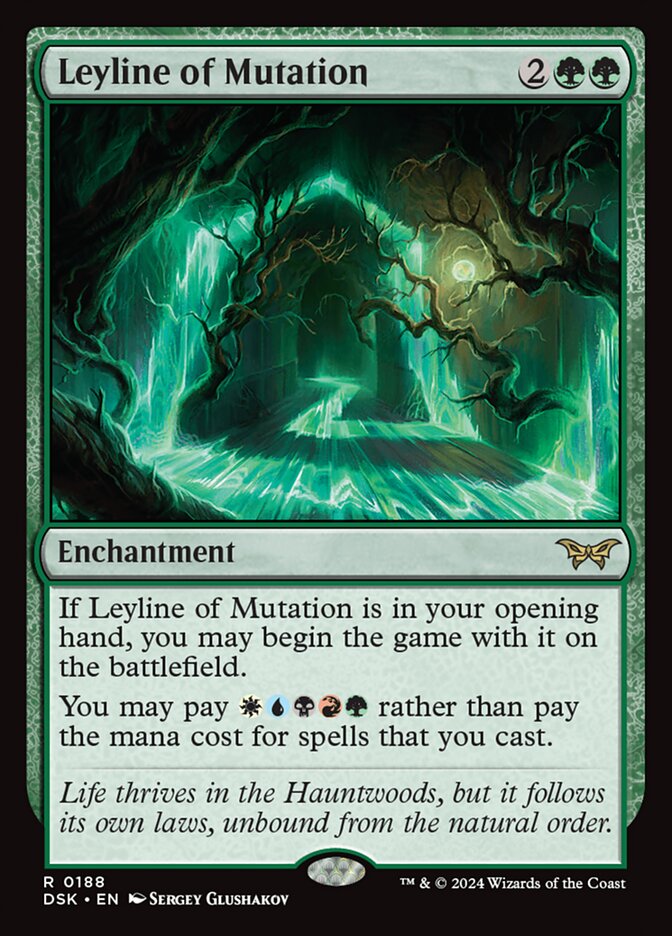 Leyline of Mutation 2
Enchantment
If Leyline of Mutation is in your opening
hand, you may begin the game with it on
the battlefield.
You may pay rather than pay
the mana cost for spells that you cast.
Life thrives in the Hauntwoods, but it follows
its own laws, unbound from the natural order.
R 0188
DSK • EN Sergey Glushakov
™ & © 2024 Wizards of the Coast